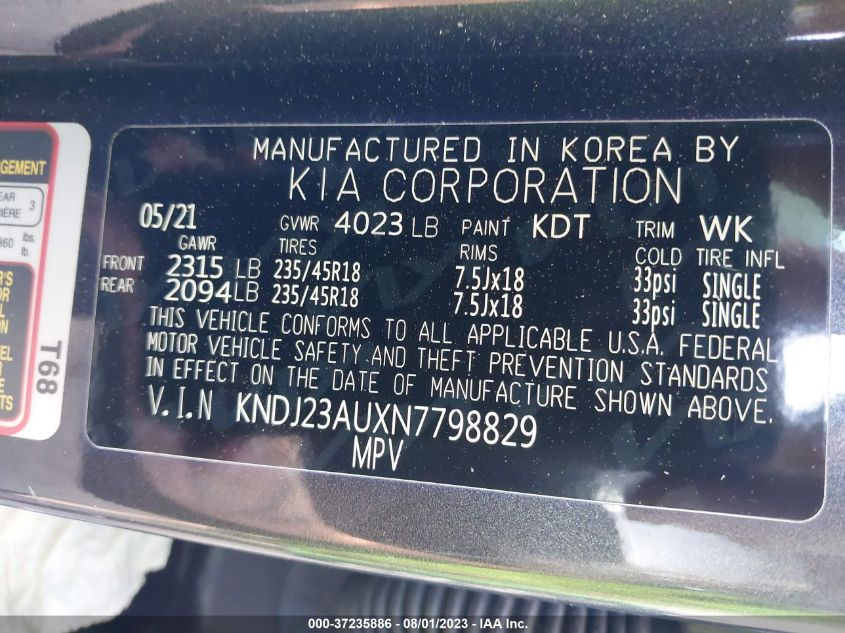 MANUFACTURED IN KOREA BY
KIA CORPORATION
05/21 GVWR 4023 LB PAINT KDT TRIM WK
GAWR TIRES RIMS COLD TIRE INFL
FRONT 2315 LB 235/45R18 7.5Jx18 33psi SINGLE
REAR 2094LB 235/45R18 7.5Jx18 33psi SINGLE
THIS VEHICLE CONFORMS TO ALL APPLICABLE U.S.A. FEDERAL
MOTOR VEHICLE SAFETY AND THEFT PREVENTION STANDARDS
IN EFFECT ON THE DATE OF MANUFACTURE SHOWN ABOVE.
V.I.N KNDJ23AUXN7798829
MPV
3
lbs.
lb.
T68
000-37235886 - 08/01/2023 - IAA Inc.